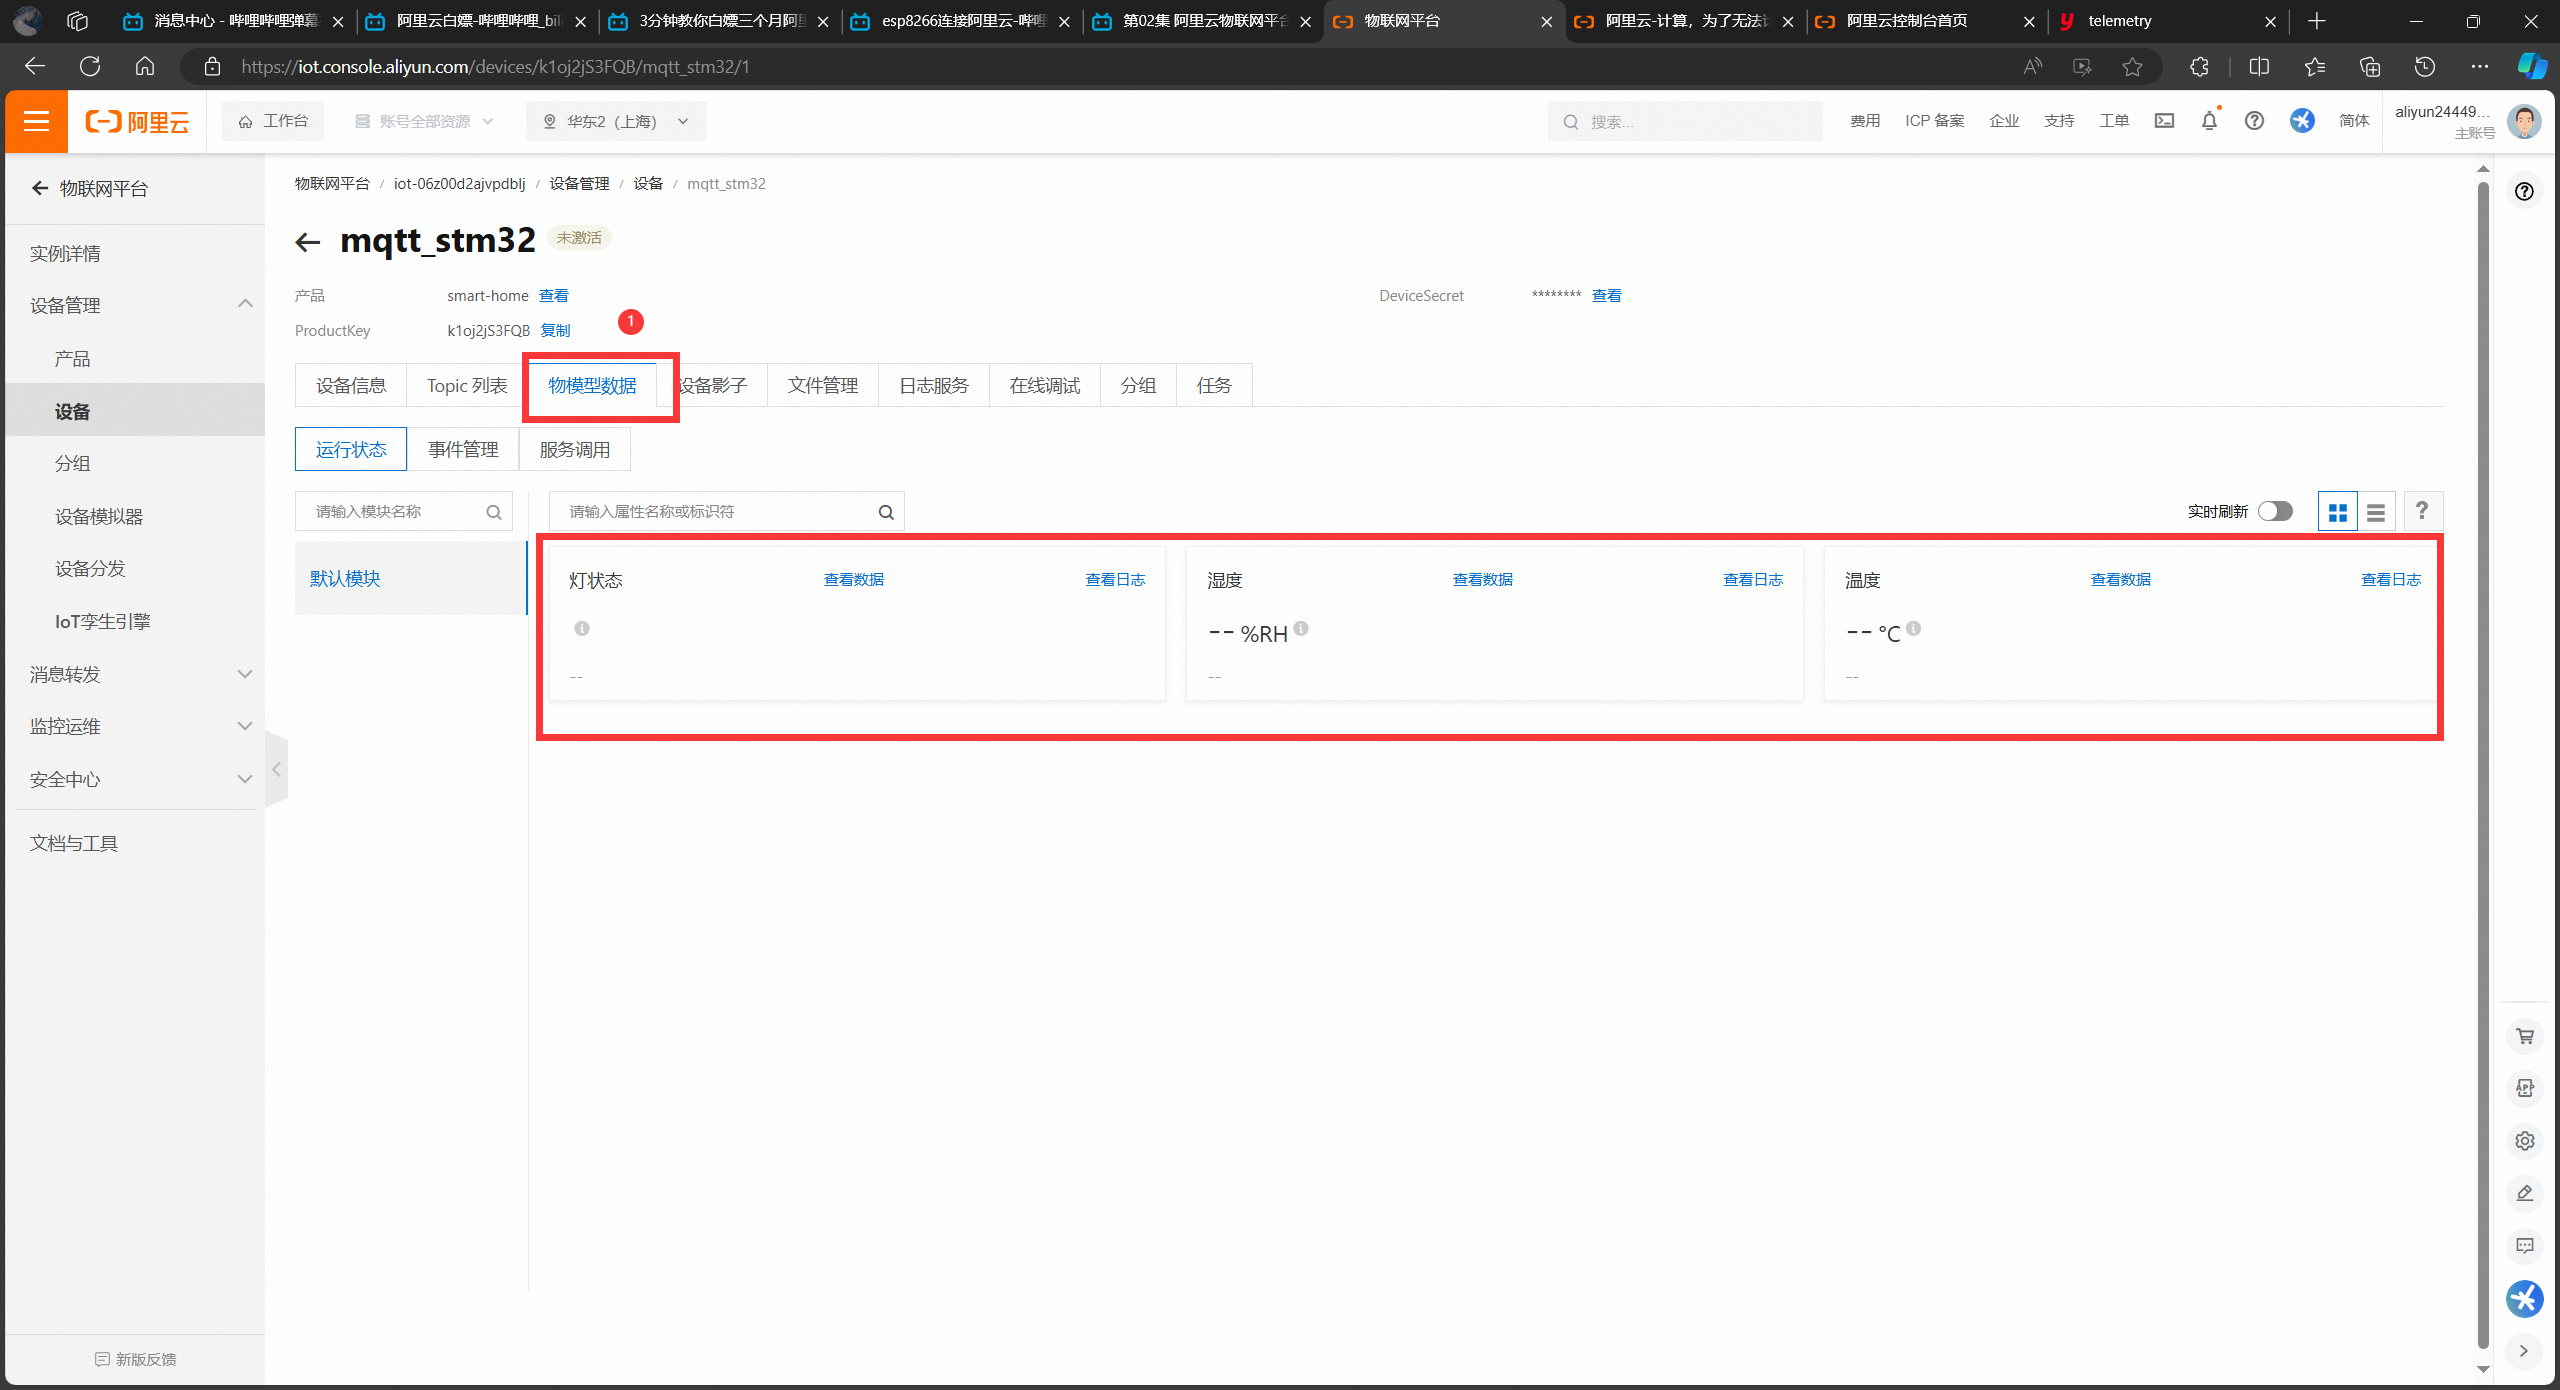 消息中心 - 哔哩哔哩弹幕
阿里云白嫖-哔哩哔哩_bili
3分钟教你白嫖三个月阿里
esp8266连接阿里云-哔哩
第02集 阿里云物联网平台
物联网平台
阿里云-计算，为了无法计
阿里云控制台首页
telemetry
https://iot.console.aliyun.com/devices/k1oj2jS3FQB/mqtt_stm32/1
阿里云
工作台
账号全部资源
华东2（上海）
搜索...
费用
ICP 备案
企业
支持
工单
简体
aliyun24449...
主账号
物联网平台
实例详情
设备管理
产品
设备
分组
设备模拟器
设备分发
IoT孪生引擎
消息转发
监控运维
安全中心
文档与工具
新版反馈
物联网平台 / iot-06z00d2ajvpdblj / 设备管理 / 设备 / mqtt_stm32
mqtt_stm32 未激活
产品 smart-home 查看
DeviceSecret ******** 查看
ProductKey k1oj2jS3FQB 复制
1
设备信息 Topic 列表 物模型数据 设备影子 文件管理 日志服务 在线调试 分组 任务
运行状态 事件管理 服务调用
请输入模块名称
请输入属性名称或标识符
实时刷新
?
默认模块
灯状态 查看数据 查看日志
--
湿度 查看数据 查看日志
-- %RH
--
温度 查看数据 查看日志
-- °C
--
APP